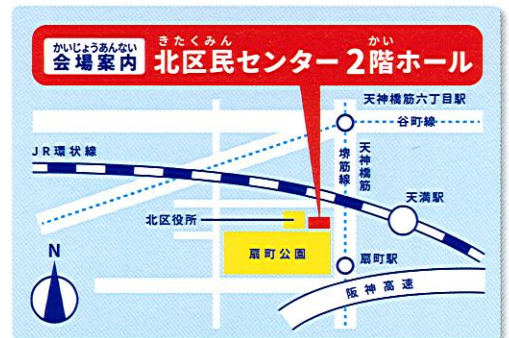 かいじょうあんない
会場案内
きたくみん
かい
北区民センター 2階ホール
天神橋筋六丁目駅
谷町線
JR環状線
堺筋線
天神橋筋
天満駅
北区役所
扇町公園
扇町駅
N
阪神高速